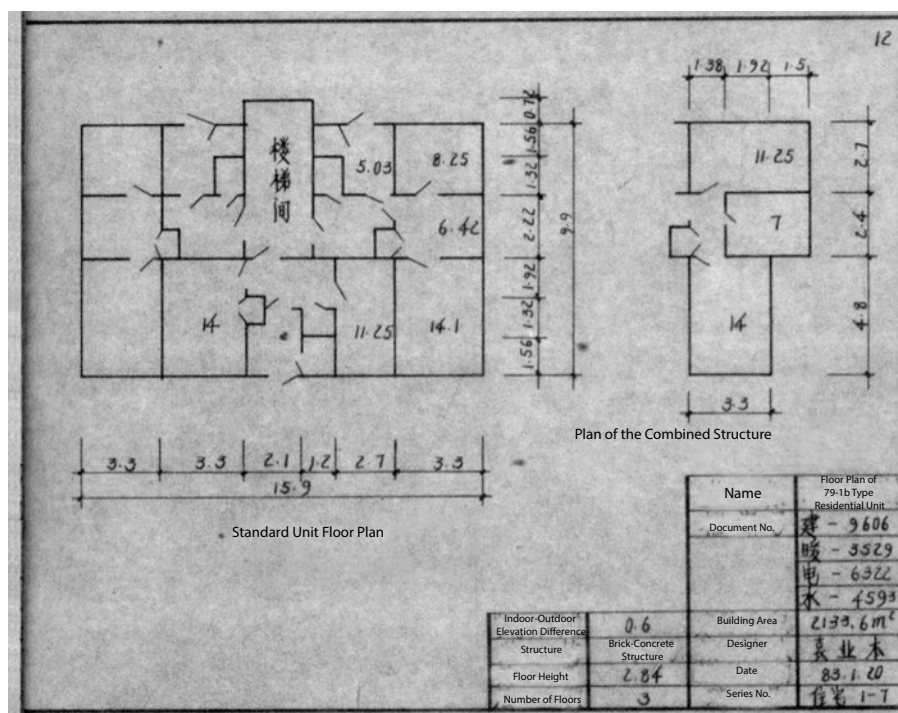 12
1.38 1.92 1.5
0.72
1.56
1.32
2.22
1.92
1.32
1.56
9.9
楼梯间
5.03
8.25
6.42
14
11.25
14.1
11.25
7
14
2.7
2.4
4.8
3.3
Plan of the Combined Structure
3.3 3.3 2.1 1.2 2.7 3.3
15.9
Standard Unit Floor Plan
Name
Floor Plan of
79-1b Type
Residential Unit
Document No.
建 - 9606
暖 - 3529
电 - 6322
水 - 4593
Indoor-Outdoor
Elevation Difference
0.6
Building Area
2133.6m²
Structure
Brick-Concrete
Structure
Designer
袁业本
Floor Height
2.84
Date
83.1.20
Number of Floors
3
Series No.
住宅 1-7